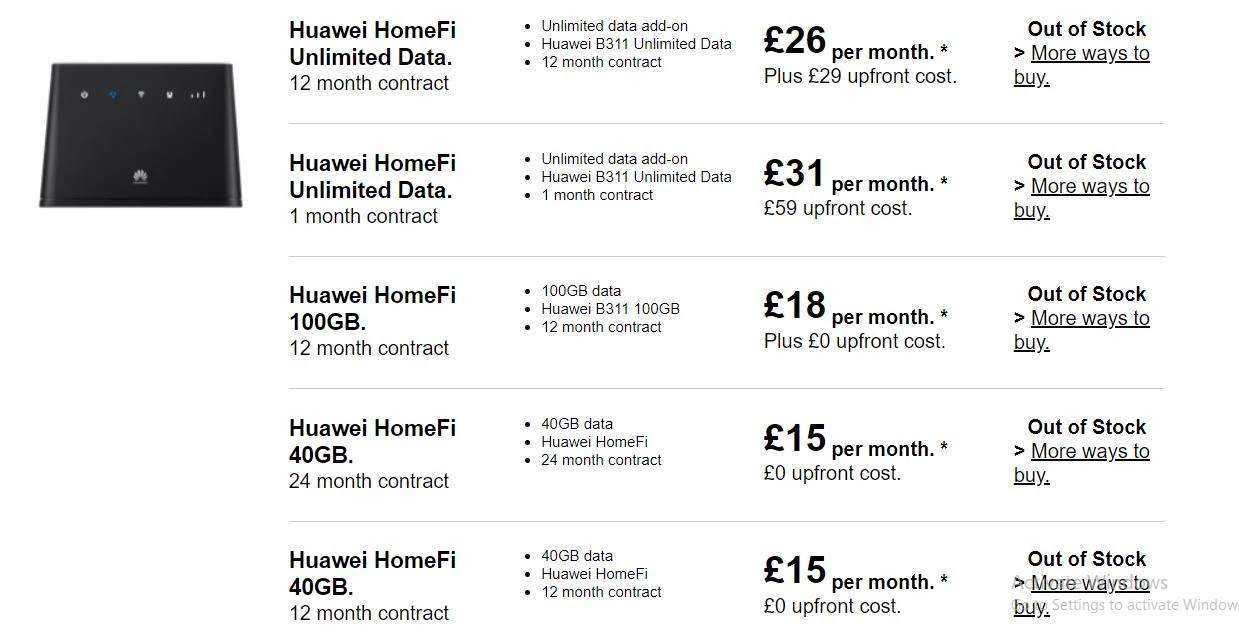 Huawei HomeFi
Unlimited Data.
12 month contract
• Unlimited data add-on
• Huawei B311 Unlimited Data
• 12 month contract
£26 per month. *
Plus £29 upfront cost.
Out of Stock
> More ways to
buy.
Huawei HomeFi
Unlimited Data.
1 month contract
• Unlimited data add-on
• Huawei B311 Unlimited Data
• 1 month contract
£31 per month. *
£59 upfront cost.
Out of Stock
> More ways to
buy.
Huawei HomeFi
100GB.
12 month contract
• 100GB data
• Huawei B311 100GB
• 12 month contract
£18 per month. *
Plus £0 upfront cost.
Out of Stock
> More ways to
buy.
Huawei HomeFi
40GB.
24 month contract
• 40GB data
• Huawei HomeFi
• 24 month contract
£15 per month. *
£0 upfront cost.
Out of Stock
> More ways to
buy.
Huawei HomeFi
40GB.
12 month contract
• 40GB data
• Huawei HomeFi
• 12 month contract
£15 per month. *
£0 upfront cost.
Out of Stock
> More ways to
buy.
Activate Windows
Go to Settings to activate Window